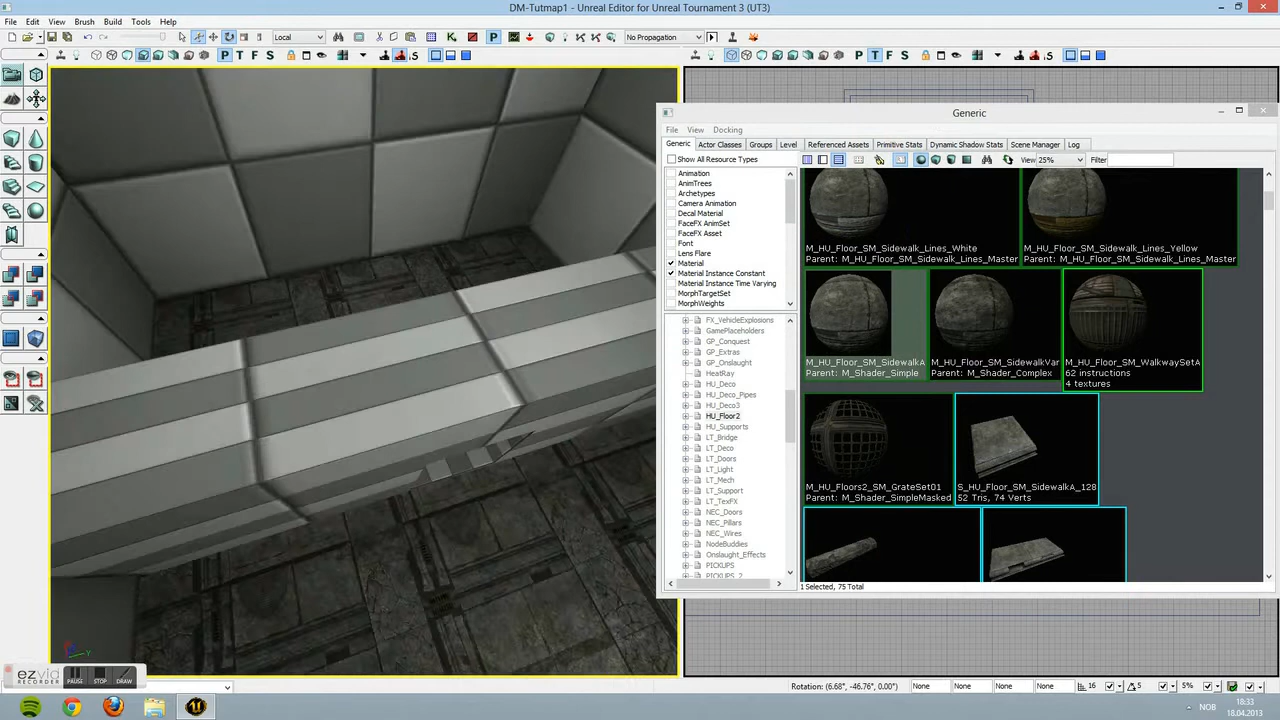 DM-Tutmap1 - Unreal Editor for Unreal Tournament 3 (UT3)
File Edit View Brush Build Tools Help
Local
P
No Propagation
P T F S
S
P T F S
S
Generic
File View Docking
Generic Actor Classes Groups Level Referenced Assets Primitive Stats Dynamic Shadow Stats Scene Manager Log
Show All Resource Types
View 25%
Filter
Animation
AnimTrees
Archetypes
Camera Animation
Decal Material
FaceFX AnimSet
FaceFX Asset
Font
Lens Flare
Material
Material Instance Constant
Material Instance Time Varying
MorphTargetSet
MorphWeights
FX_VehicleExplosions
GamePlaceholders
GP_Conquest
GP_Extras
GP_Onslaught
HeatRay
HU_Deco
HU_Deco_Pipes
HU_Deco3
HU_Floor2
HU_Supports
LT_Bridge
LT_Deco
LT_Doors
LT_Light
LT_Mech
LT_Support
LT_TexFX
NEC_Doors
NEC_Pillars
NEC_Wires
NodeBuddies
Onslaught_Effects
PICKUPS
PICKUPS_2
M_HU_Floor_SM_Sidewalk_Lines_White
Parent: M_HU_Floor_SM_Sidewalk_Lines_Master
M_HU_Floor_SM_Sidewalk_Lines_Yellow
Parent: M_HU_Floor_SM_Sidewalk_Lines_Master
M_HU_Floor_SM_SidewalkA
Parent: M_Shader_Simple
M_HU_Floor_SM_SidewalkVar
Parent: M_Shader_Complex
M_HU_Floor_SM_WalkwaySetA
62 instructions
4 textures
M_HU_Floors2_SM_GrateSet01
Parent: M_Shader_SimpleMasked
S_HU_Floor_SM_SidewalkA_128
52 Tris, 74 Verts
1 Selected, 75 Total
Y
ezvid
RECORDER
PAUSE
STOP
DRAW
Rotation: (6.68°, -46.76°, 0.00°)
None None None None
16
5
5%
NOB
18:33
18.04.2013